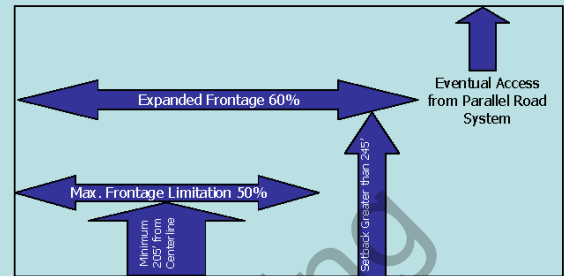 Eventual Access
from Parallel Road
System
Expanded Frontage 60%
Max. Frontage Limitation 50%
Minimum
205' from
Centerline
Setback Greater than 245'